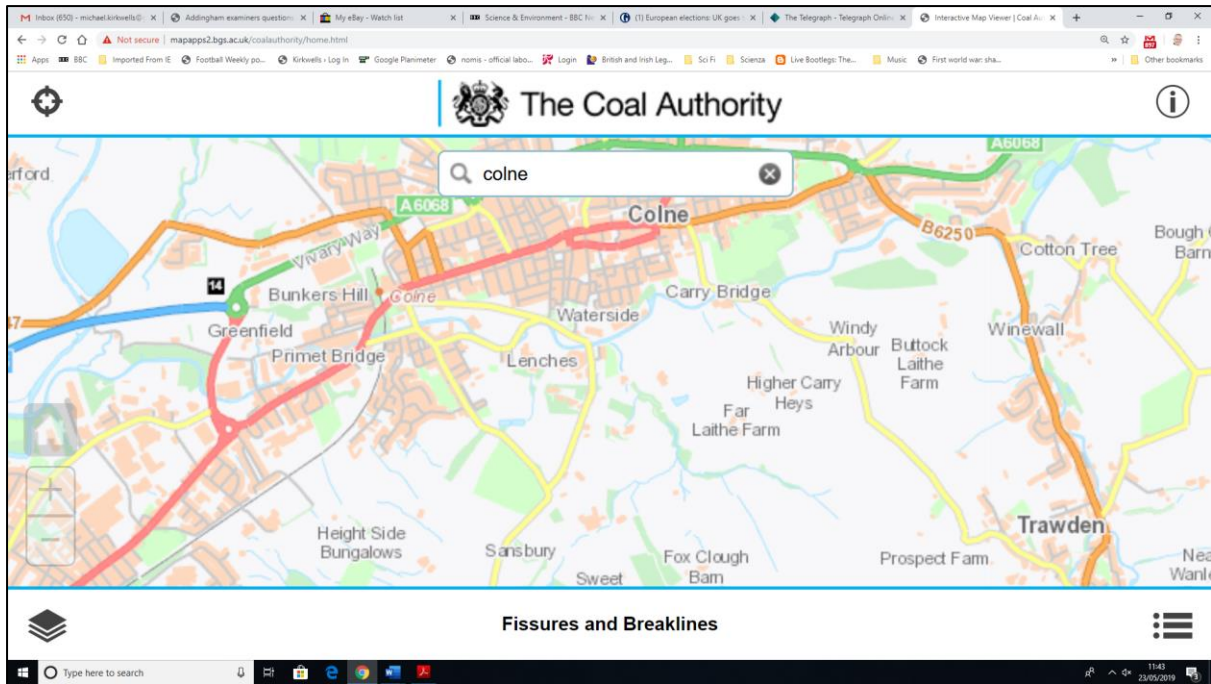 Inbox (650) - michael.kirkwells@
Addingham examiners question
My eBay - Watch list
Science & Environment - BBC Ne
(1) European elections: UK goes
The Telegraph - Telegraph Online
Interactive Map Viewer | Coal Au
Not secure | mapapps2.bgs.ac.uk/coalauthority/home.html
Apps
BBC
Imported From IE
Football Weekly po...
Kirkwells › Log In
Google Planimeter
nomis - official labo...
Login
British and Irish Leg...
Sci Fi
Scienza
Live Bootlegs: The...
Music
First world war: sha...
Other bookmarks
The Coal Authority
colne
erford
A6068
A6068
Colne
Vivary Way
B6250
Cotton Tree
Bough
Barn
14
Bunkers Hill
Colne
Carry Bridge
Waterside
47
Greenfield
Windy
Arbour
Winewall
Primet Bridge
Lenches
Buttock
Laithe
Farm
Higher Carry
Heys
Far
Laithe Farm
Height Side
Bungalows
Sansbury
Fox Clough
Barn
Sweet
Prospect Farm
Trawden
Nea
Wanle
Fissures and Breaklines
Type here to search
11:43
23/05/2019